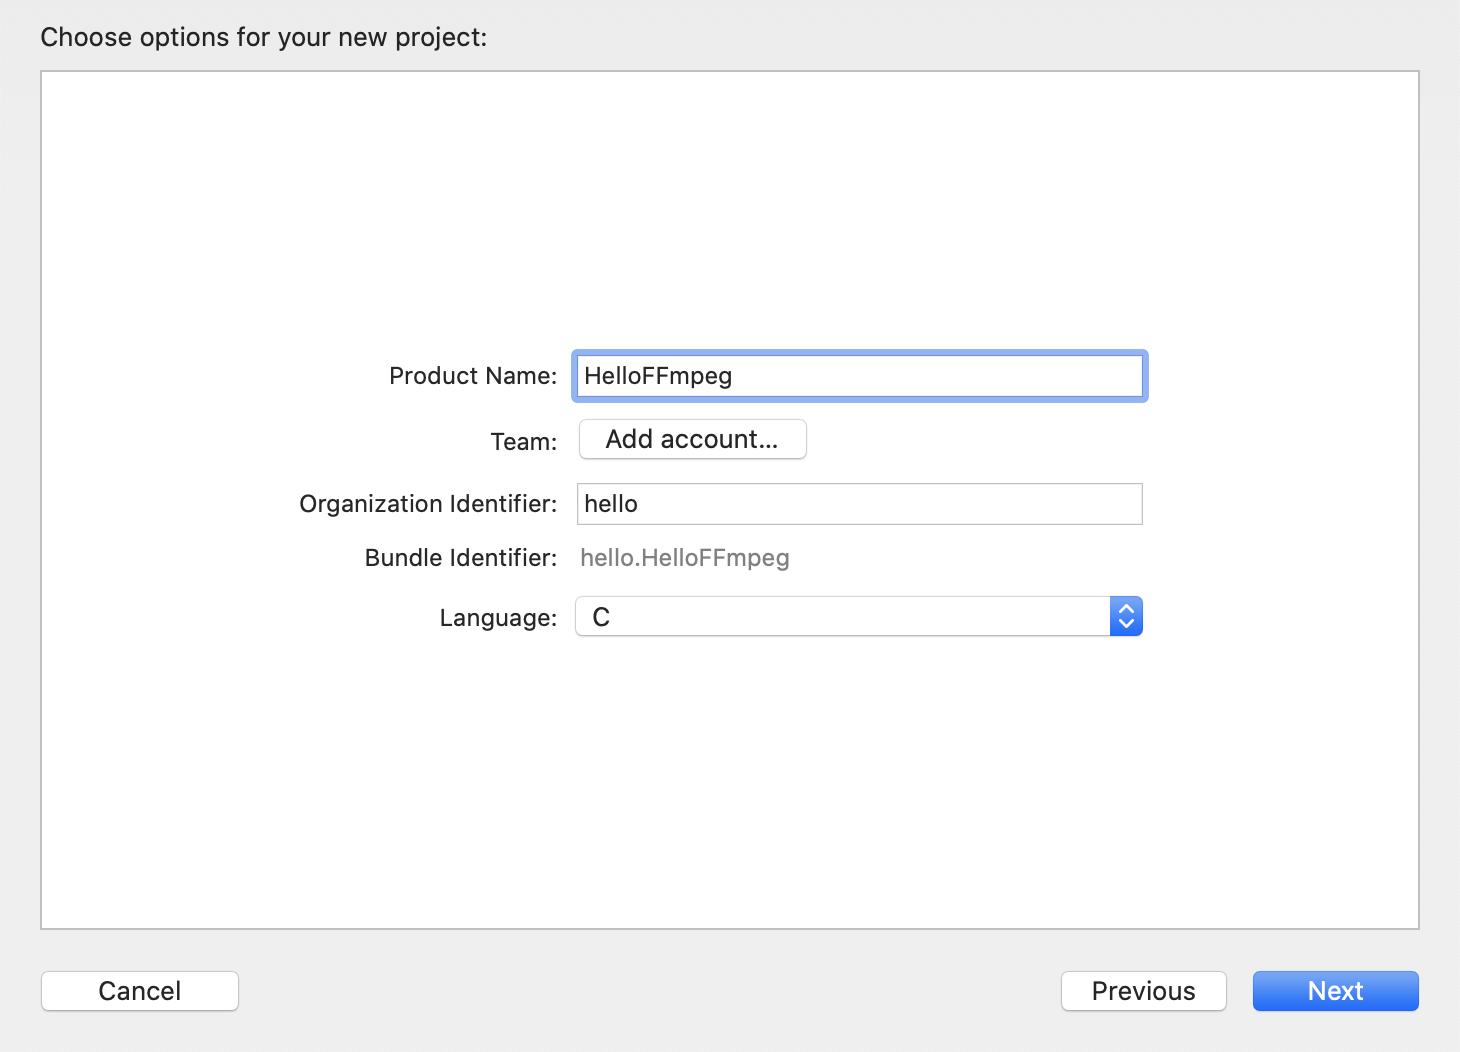 Choose options for your new project:
Product Name: HelloFFmpeg
Team: Add account...
Organization Identifier: hello
Bundle Identifier: hello.HelloFFmpeg
Language: C
Cancel Previous Next